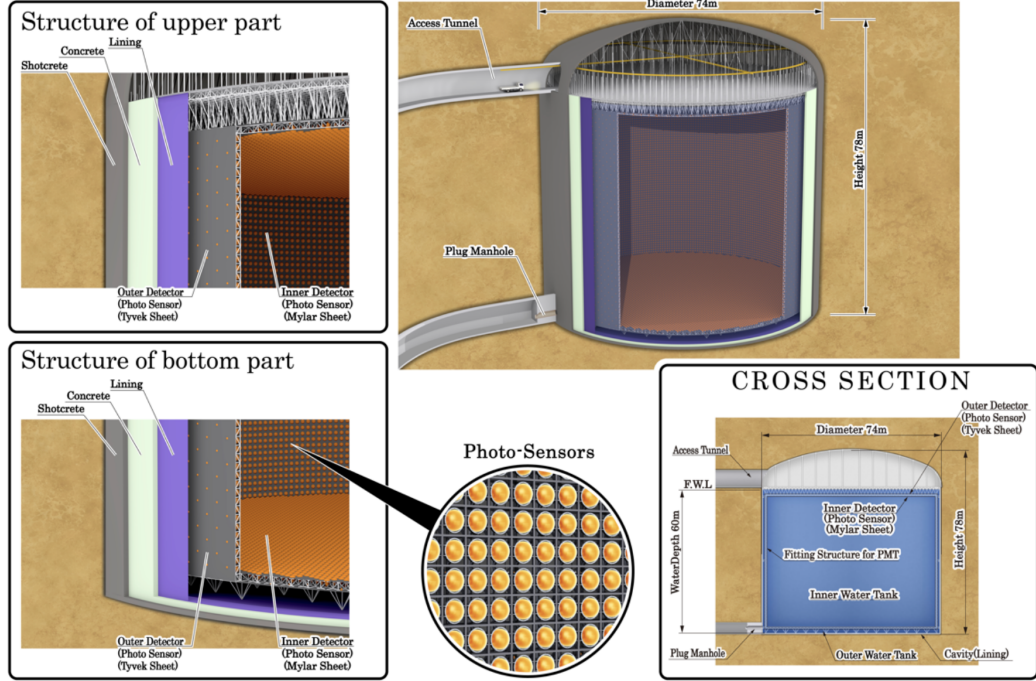 Structure of upper part
Lining
Concrete
Shotcrete
Outer Detector
(Photo Sensor)
(Tyvek Sheet)
Inner Detector
(Photo Sensor)
(Mylar Sheet)
Diameter 74m
Access Tunnel
Height 78m
Plug Manhole
Structure of bottom part
Lining
Concrete
Shotcrete
Outer Detector
(Photo Sensor)
(Tyvek Sheet)
Inner Detector
(Photo Sensor)
(Mylar Sheet)
Photo-Sensors
CROSS SECTION
Outer Detector
(Photo Sensor)
(Tyvek Sheet)
Diameter 74m
Access Tunnel
F.W.L
Inner Detector
(Photo Sensor)
(Mylar Sheet)
WaterDepth 60m
Height 78m
Fitting Structure for PMT
Inner Water Tank
Plug Manhole
Outer Water Tank
Cavity(Lining)